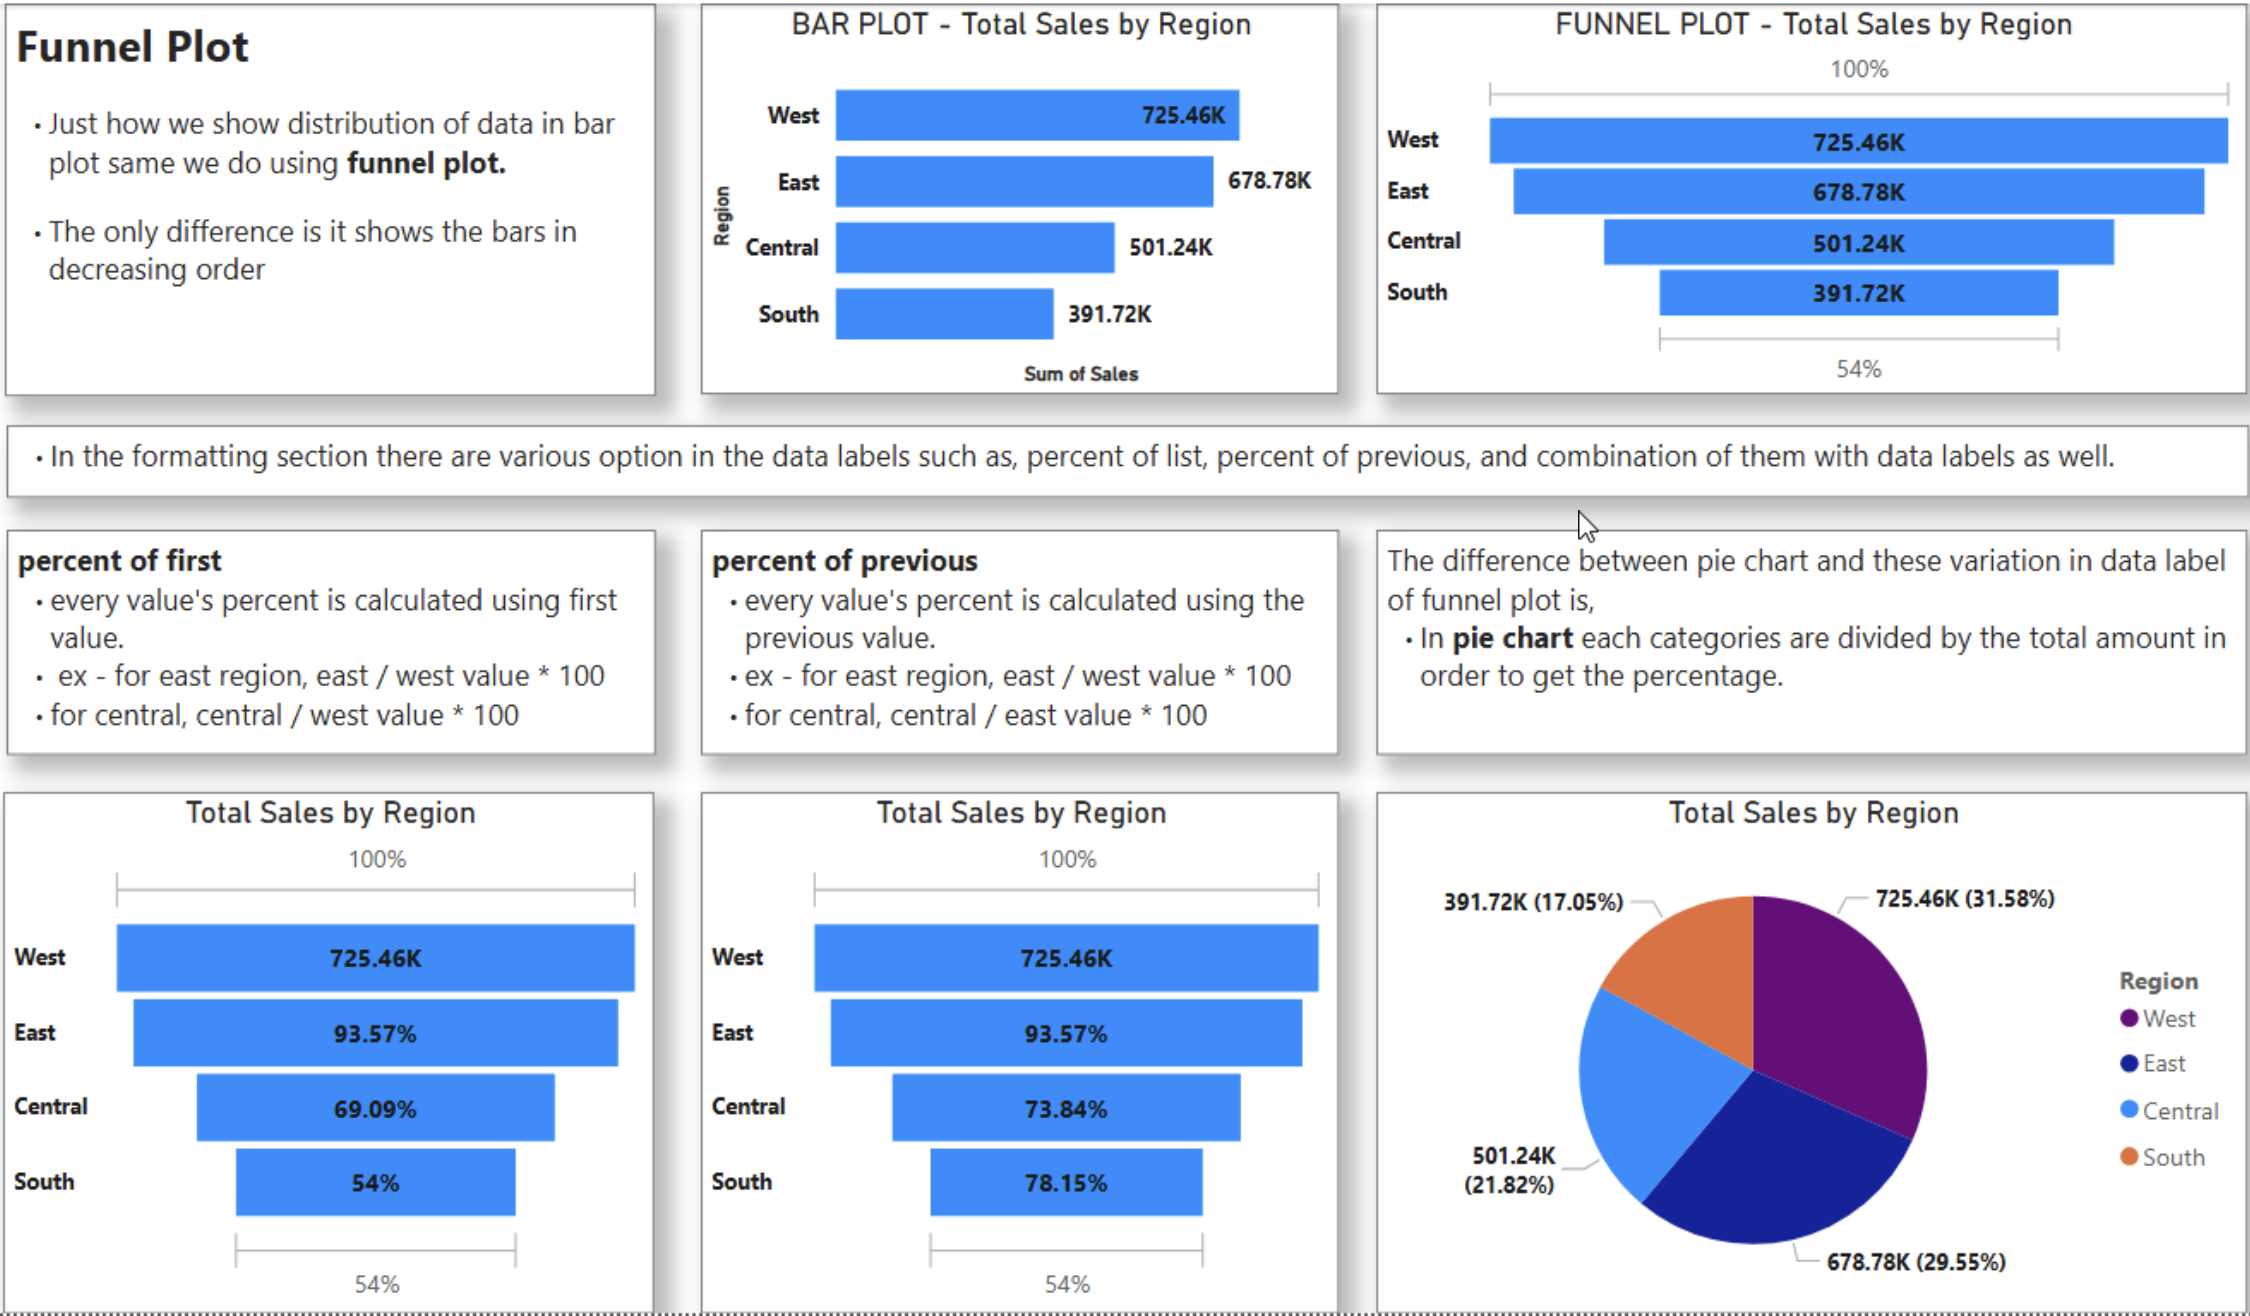 Funnel Plot
• Just how we show distribution of data in bar
plot same we do using funnel plot.
• The only difference is it shows the bars in
decreasing order
BAR PLOT - Total Sales by Region
Region
West
725.46K
East
678.78K
Central
501.24K
South
391.72K
Sum of Sales
FUNNEL PLOT - Total Sales by Region
100%
West
725.46K
East
678.78K
Central
501.24K
South
391.72K
54%
• In the formatting section there are various option in the data labels such as, percent of list, percent of previous, and combination of them with data labels as well.
percent of first
• every value's percent is calculated using first
value.
• ex - for east region, east / west value * 100
• for central, central / west value * 100
percent of previous
• every value's percent is calculated using the
previous value.
• ex - for east region, east / west value * 100
• for central, central / east value * 100
The difference between pie chart and these variation in data label
of funnel plot is,
• In pie chart each categories are divided by the total amount in
order to get the percentage.
Total Sales by Region
100%
West
725.46K
East
93.57%
Central
69.09%
South
54%
54%
Total Sales by Region
100%
West
725.46K
East
93.57%
Central
73.84%
South
78.15%
54%
Total Sales by Region
391.72K (17.05%)
725.46K (31.58%)
501.24K
(21.82%)
678.78K (29.55%)
Region
West
East
Central
South